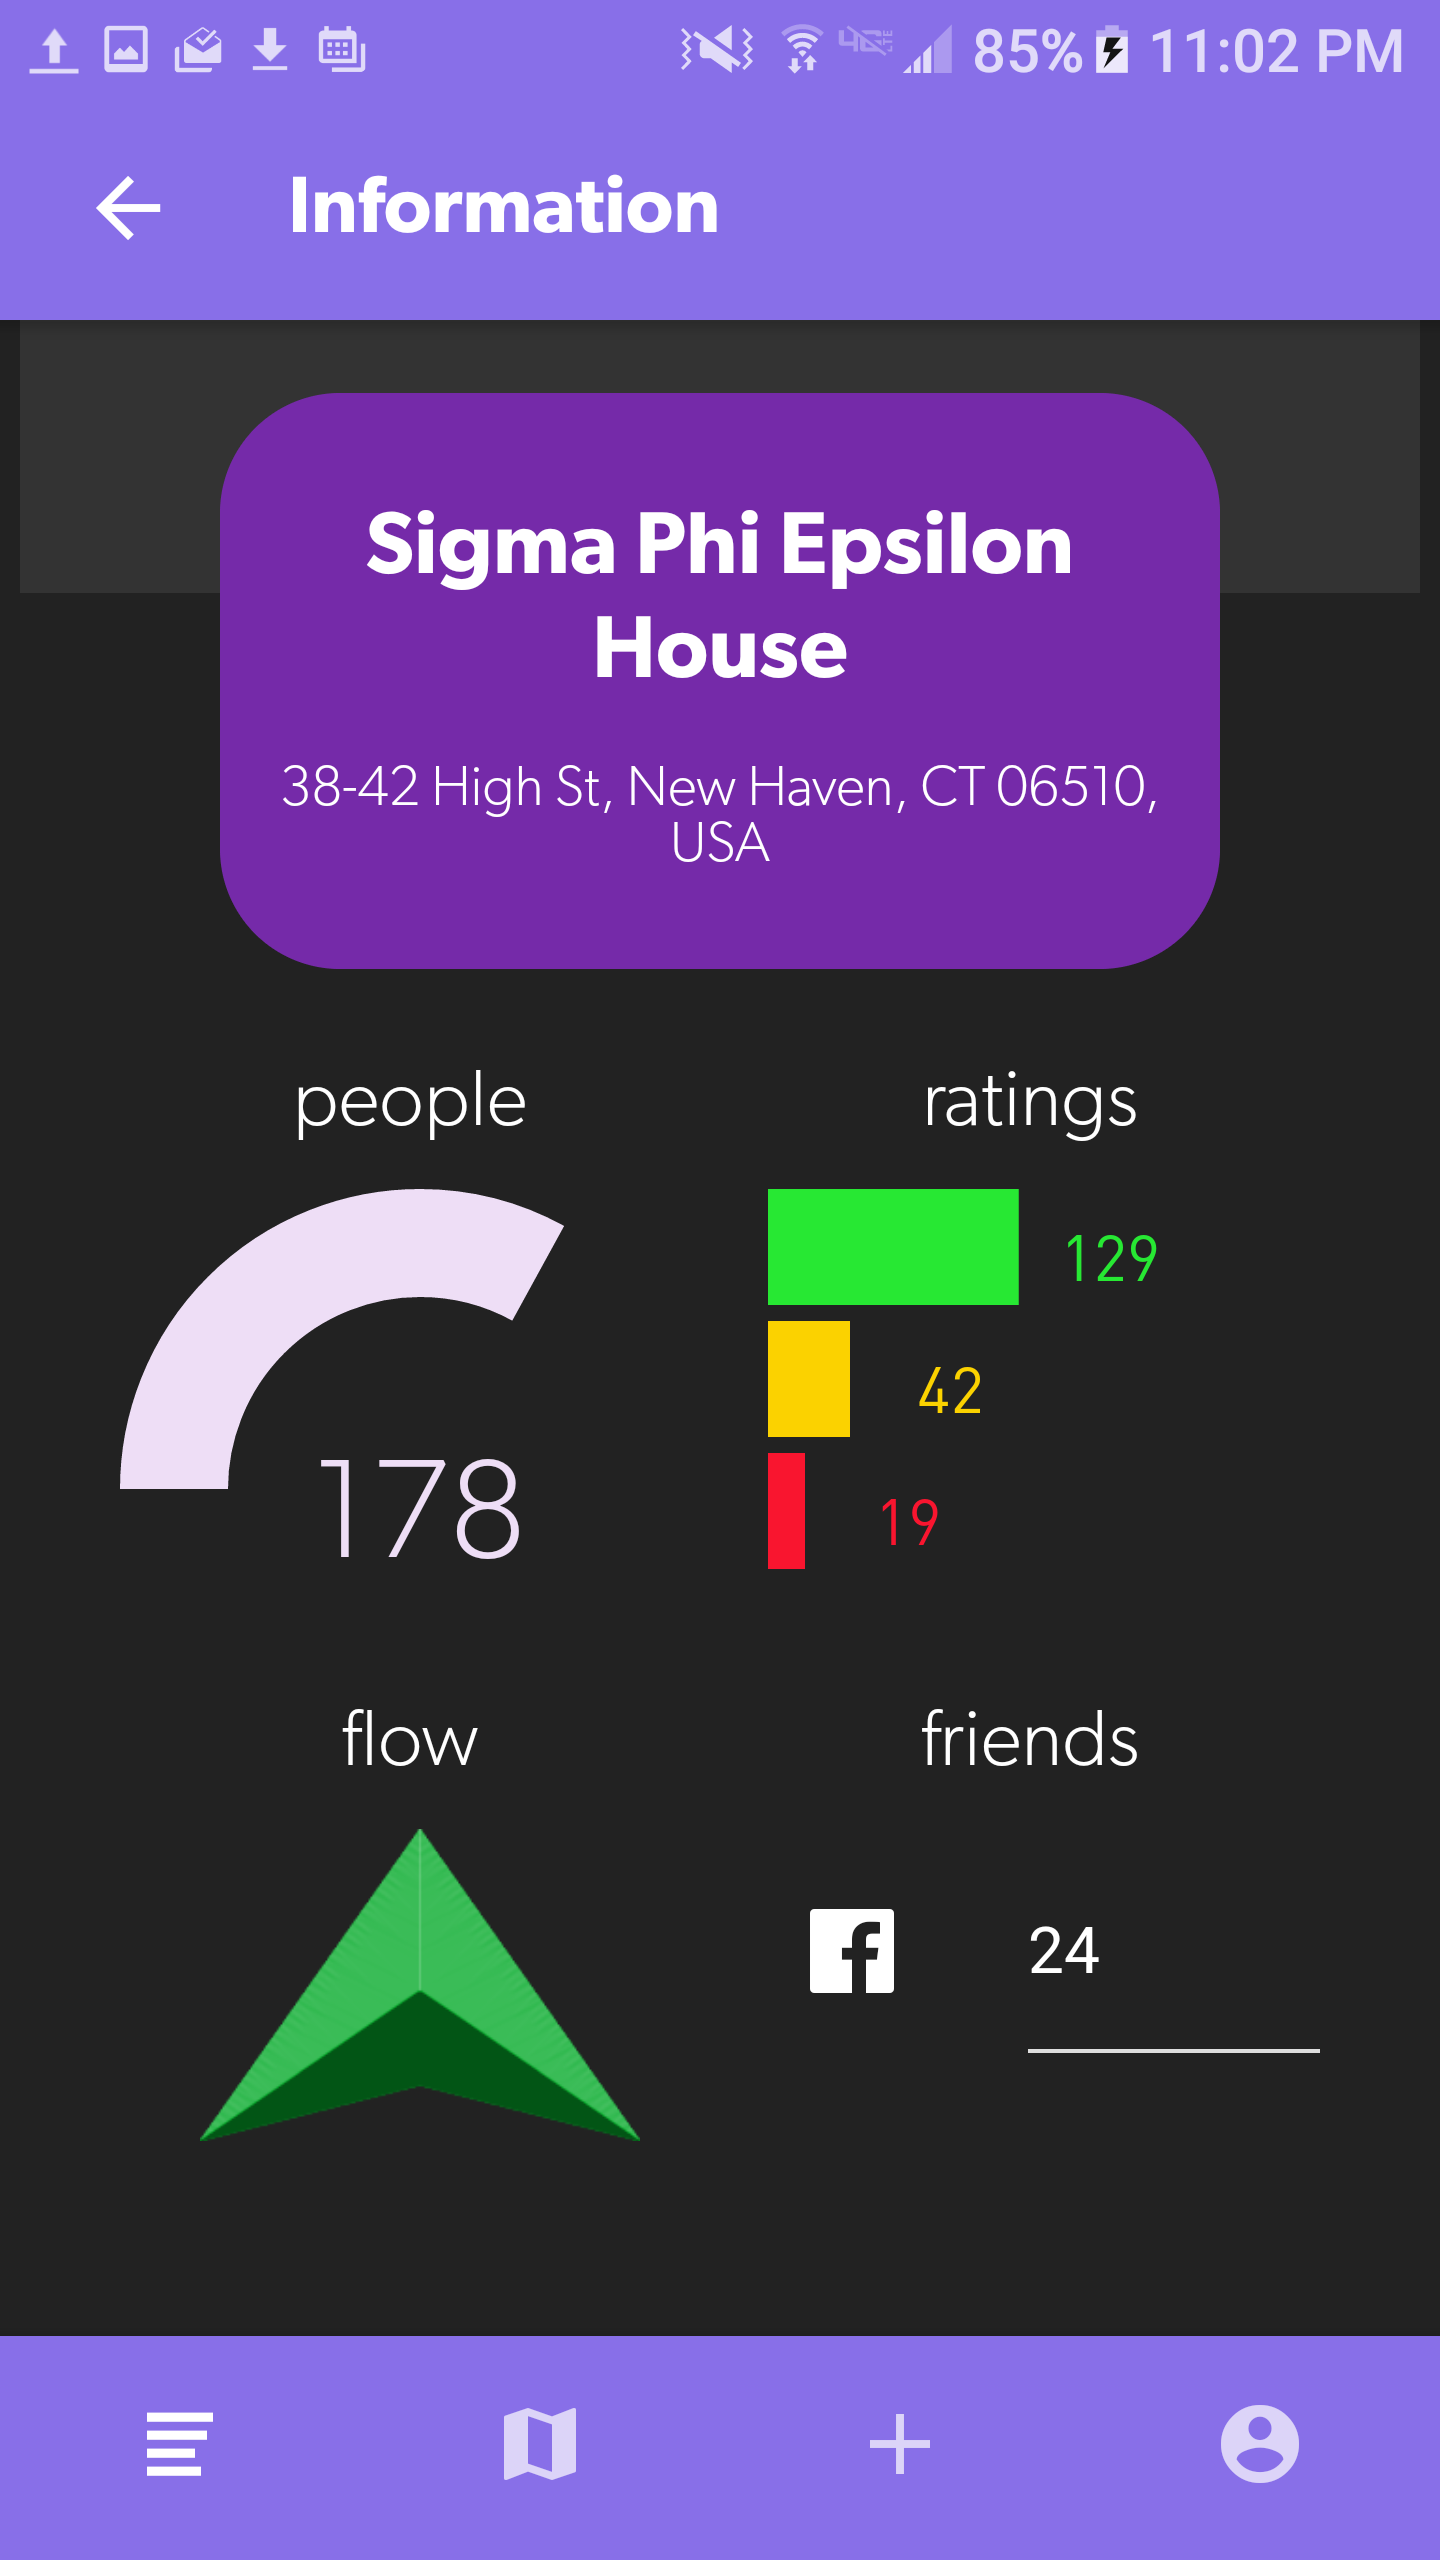 85% 11:02 PM
Information
Sigma Phi Epsilon
House
38-42 High St, New Haven, CT 06510,
USA
people
ratings
129
42
19
178
flow
friends
24